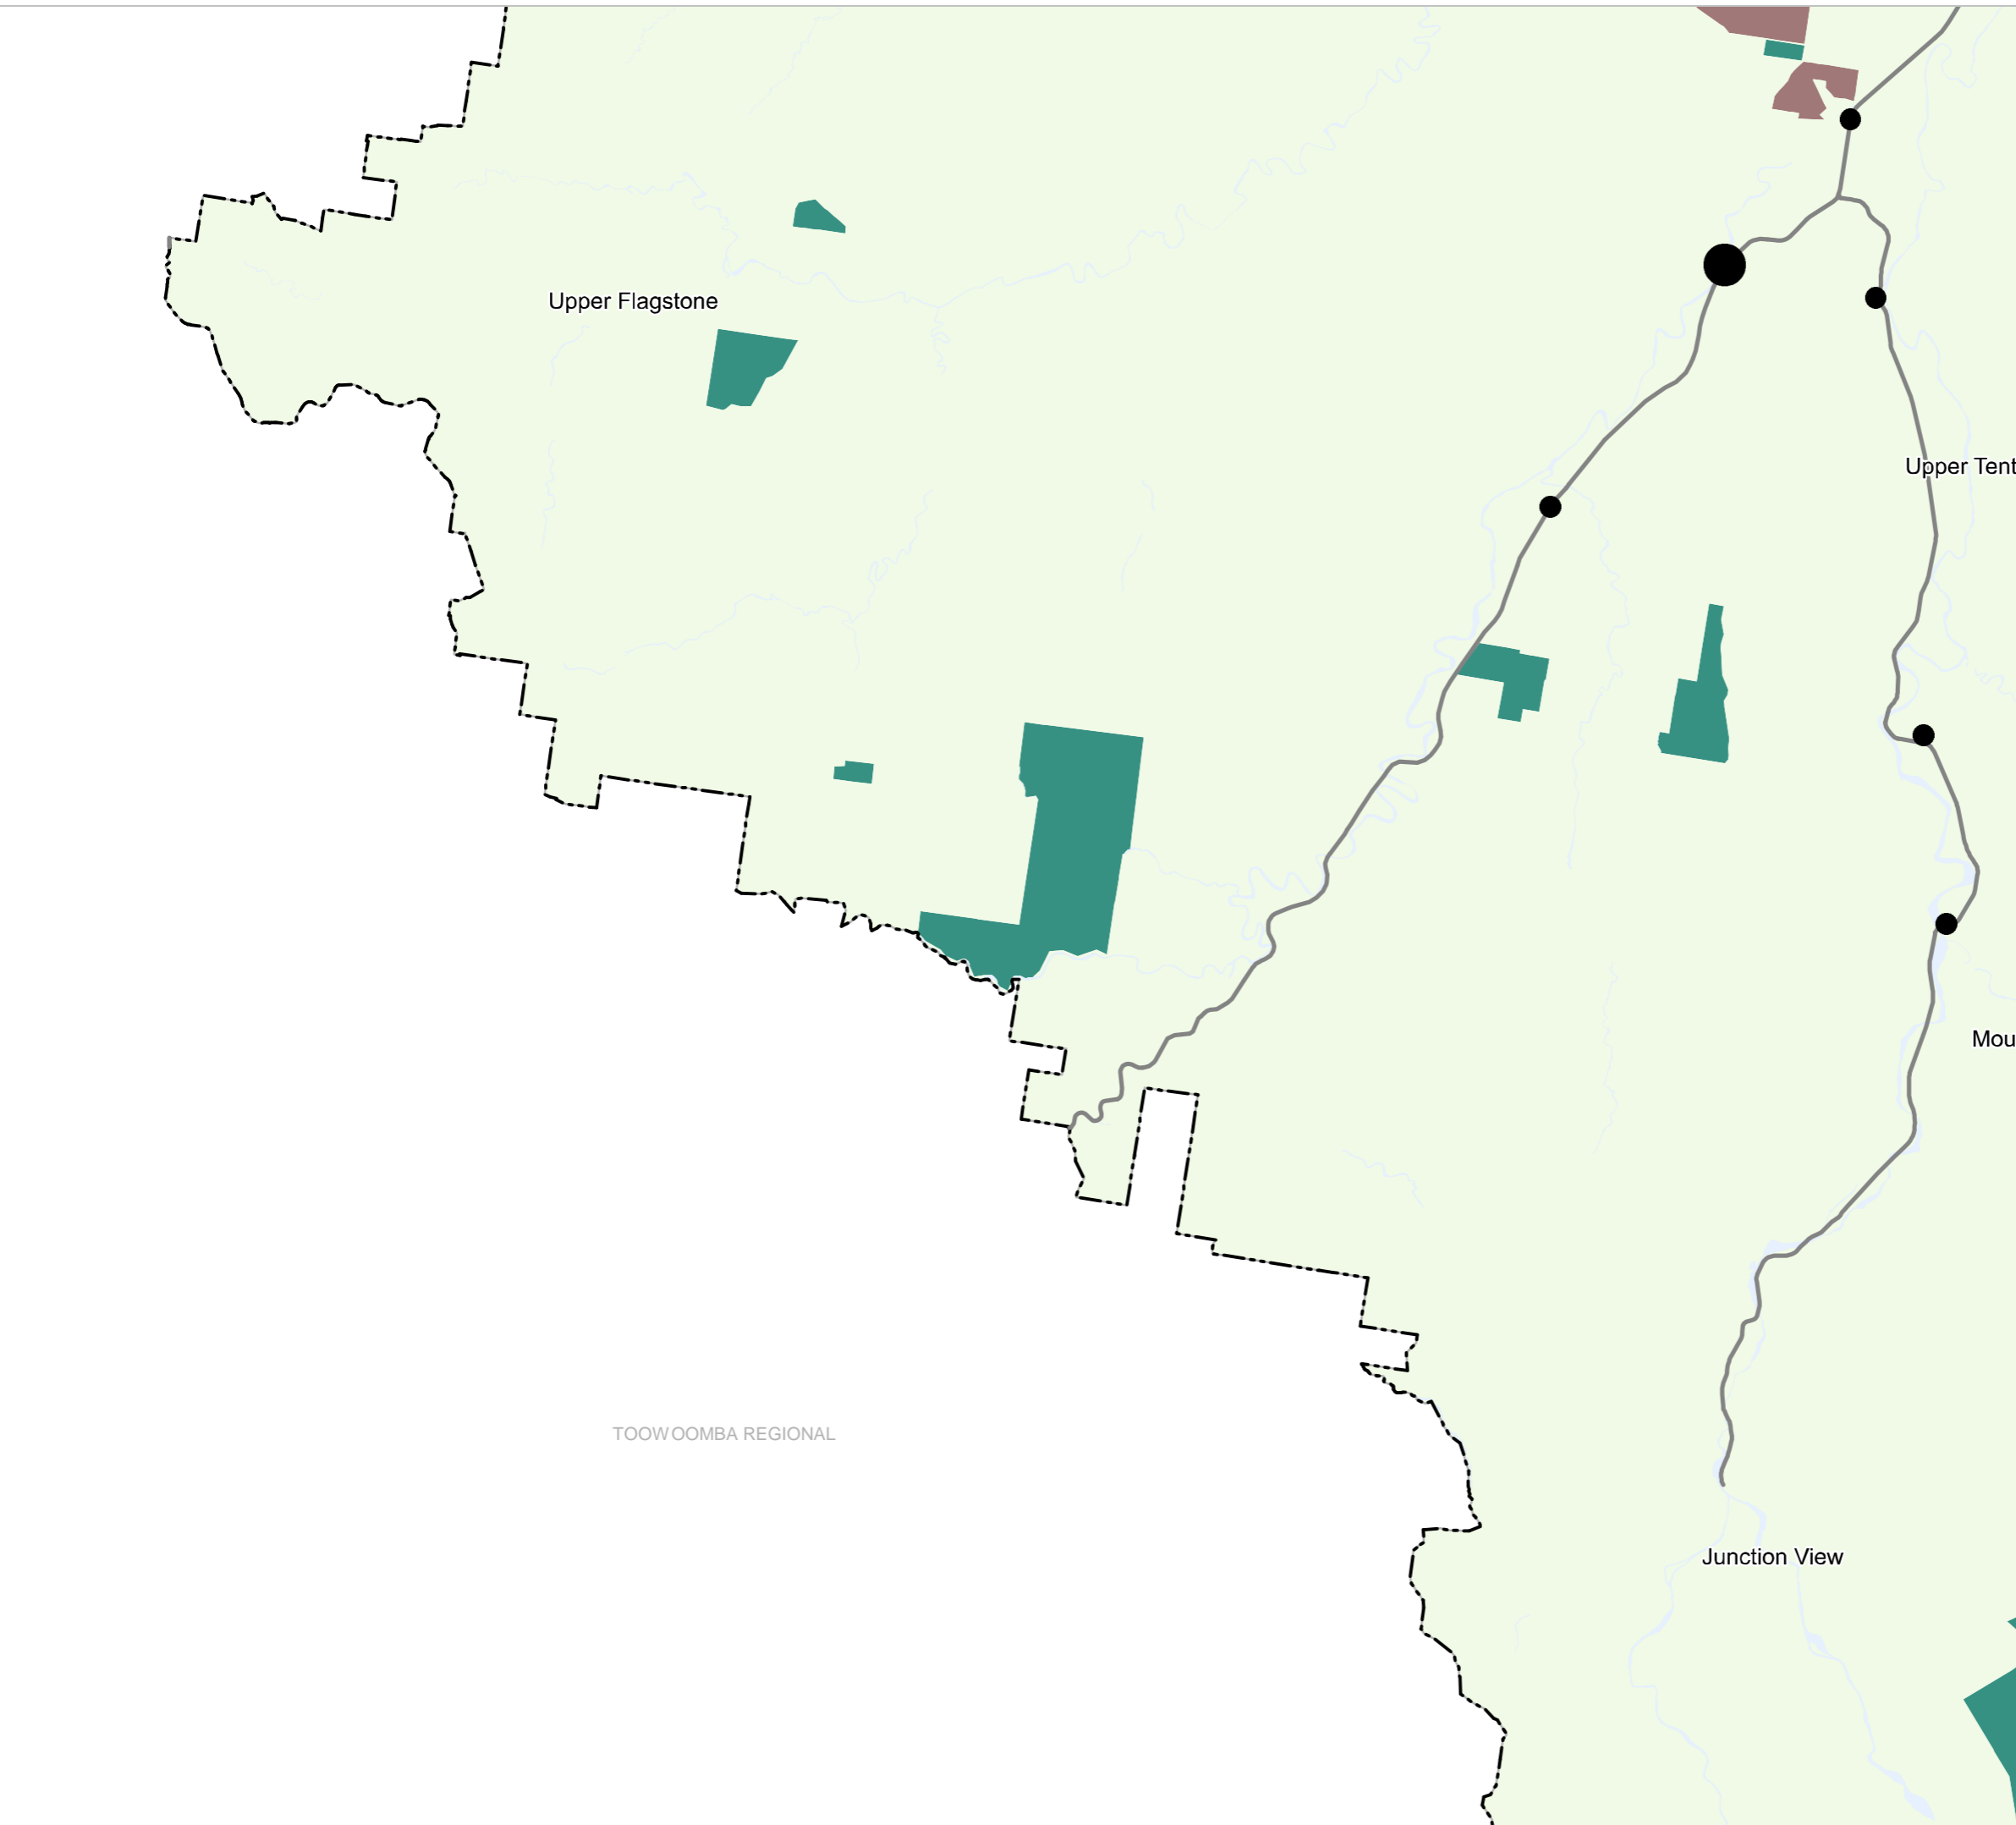 Upper Flagstone
Upper Tent
Mou
TOOWOOMBA REGIONAL
Junction View